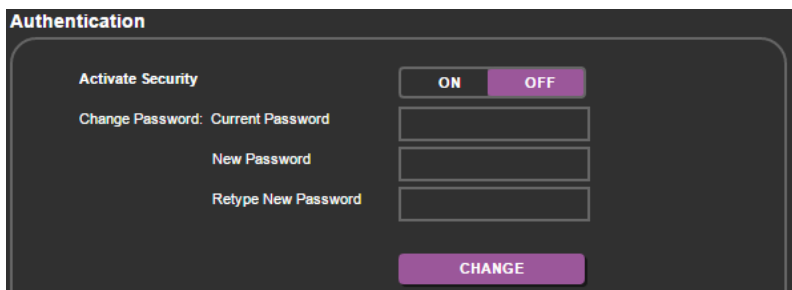 Authentication
Activate Security ON OFF
Change Password: Current Password
New Password
Retype New Password
CHANGE